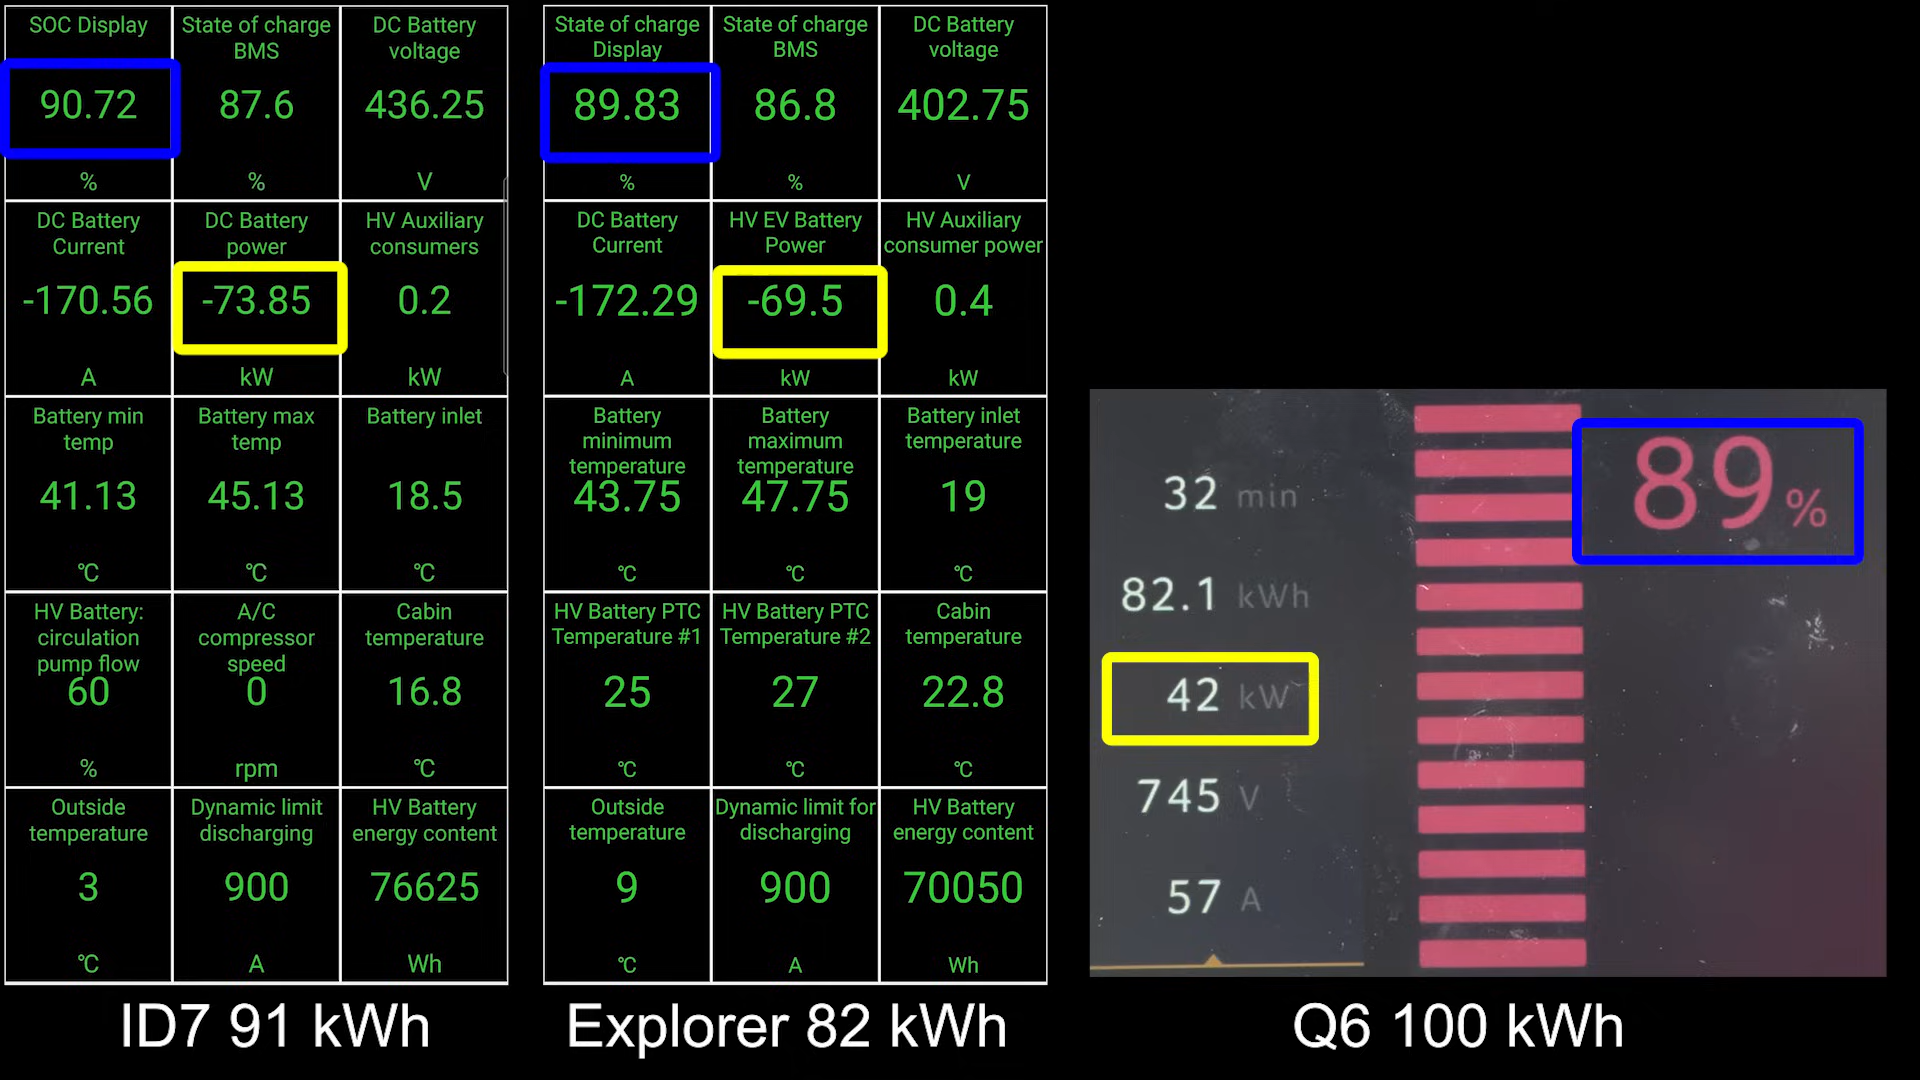 SOC Display
90.72
%
State of charge
BMS
87.6
%
DC Battery
voltage
436.25
V
DC Battery
Current
-170.56
A
DC Battery
power
-73.85
kW
HV Auxiliary
consumers
0.2
kW
Battery min
temp
41.13
℃
Battery max
temp
45.13
℃
Battery inlet
18.5
℃
HV Battery:
circulation
pump flow
60
%
A/C
compressor
speed
0
rpm
Cabin
temperature
16.8
℃
Outside
temperature
3
℃
Dynamic limit
discharging
900
A
HV Battery
energy content
76625
Wh
ID7 91 kWh
State of charge
Display
89.83
%
State of charge
BMS
86.8
%
DC Battery
voltage
402.75
V
DC Battery
Current
-172.29
A
HV EV Battery
Power
-69.5
kW
HV Auxiliary
consumer power
0.4
kW
Battery
minimum
temperature
43.75
℃
Battery
maximum
temperature
47.75
℃
Battery inlet
temperature
19
℃
HV Battery PTC
Temperature #1
25
℃
HV Battery PTC
Temperature #2
27
℃
Cabin
temperature
22.8
℃
Outside
temperature
9
℃
Dynamic limit for
discharging
900
A
HV Battery
energy content
70050
Wh
Explorer 82 kWh
89%
32 min
82.1 kWh
42 kW
745 V
57 A
Q6 100 kWh